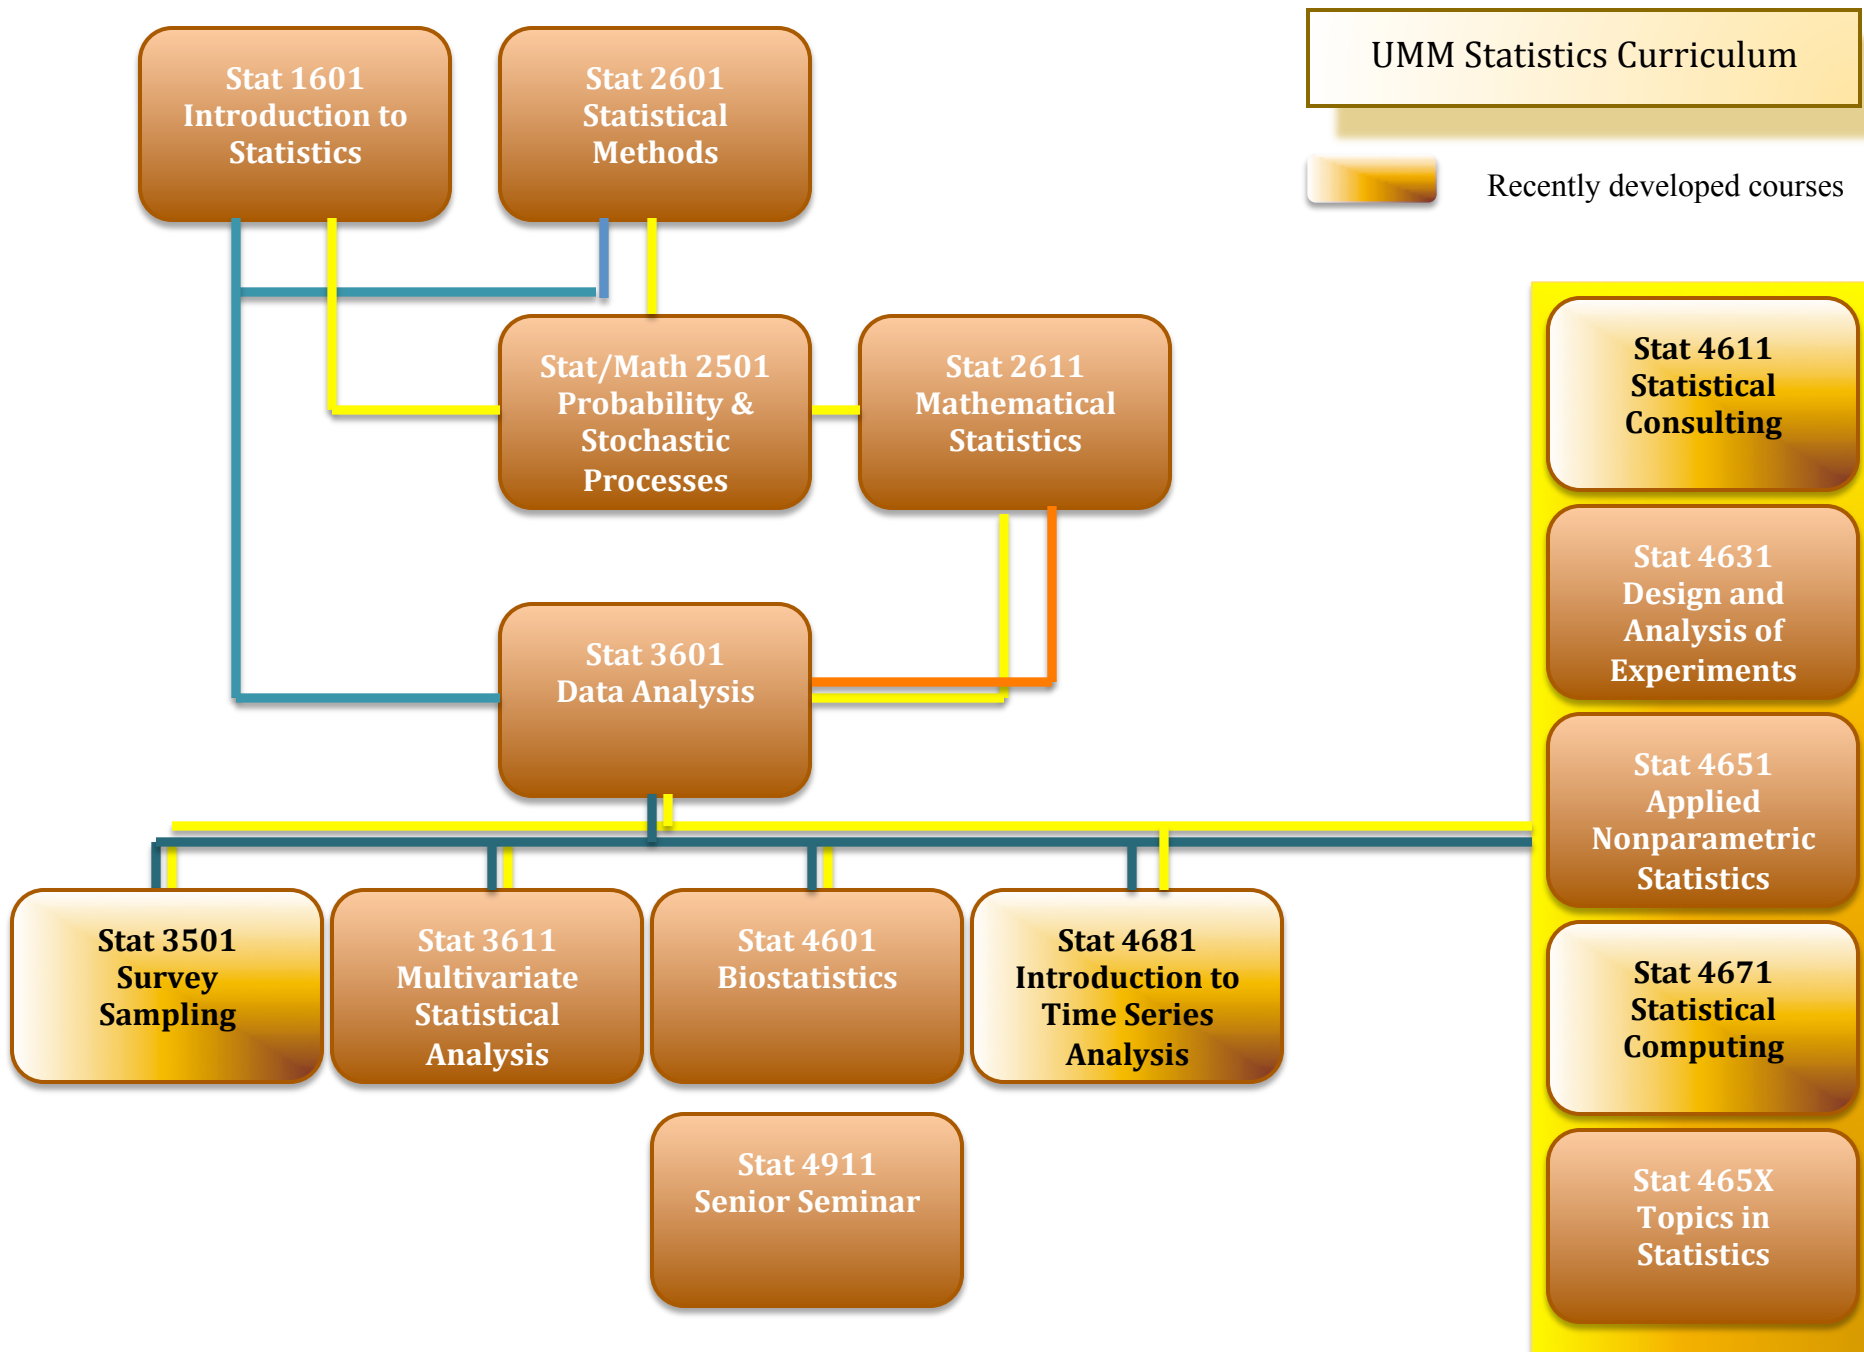 UMM Statistics Curriculum
Recently developed courses
Stat 1601
Introduction to
Statistics
Stat 2601
Statistical
Methods
Stat/Math 2501
Probability &
Stochastic
Processes
Stat 2611
Mathematical
Statistics
Stat 3601
Data Analysis
Stat 3501
Survey
Sampling
Stat 3611
Multivariate
Statistical
Analysis
Stat 4601
Biostatistics
Stat 4681
Introduction to
Time Series
Analysis
Stat 4911
Senior Seminar
Stat 4611
Statistical
Consulting
Stat 4631
Design and
Analysis of
Experiments
Stat 4651
Applied
Nonparametric
Statistics
Stat 4671
Statistical
Computing
Stat 465X
Topics in
Statistics